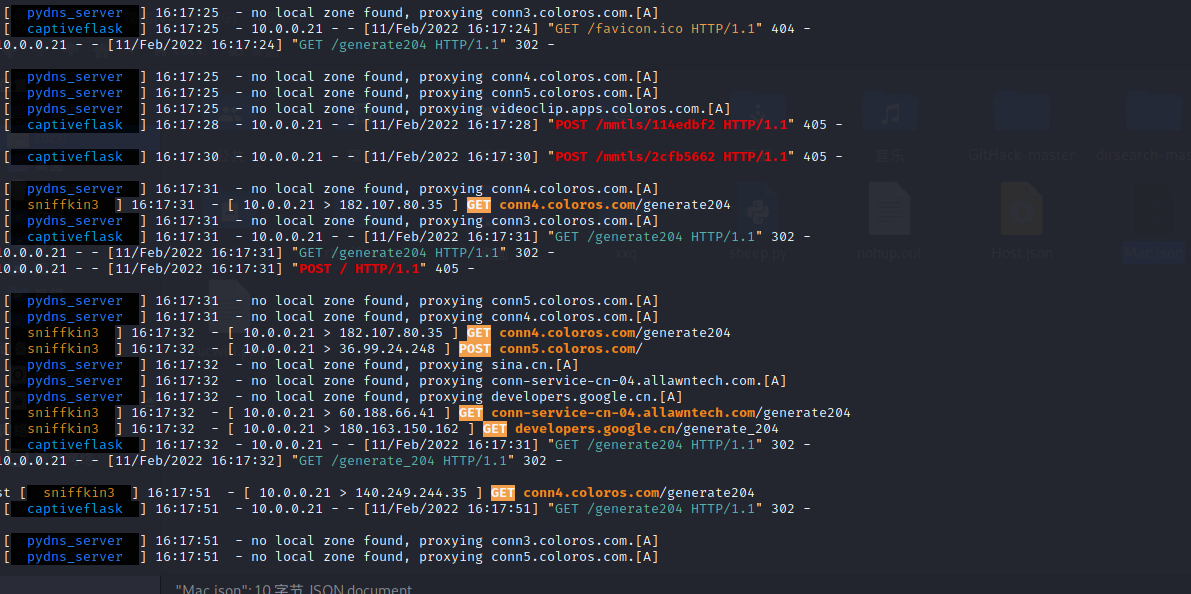 [  pydns_server  ] 16:17:25  - no local zone found, proxying conn3.coloros.com.[A]
[  captiveflask  ] 16:17:25  - 10.0.0.21 - - [11/Feb/2022 16:17:24] "GET /favicon.ico HTTP/1.1" 404 -
10.0.0.21 - - [11/Feb/2022 16:17:24] "GET /generate204 HTTP/1.1" 302 -
[  pydns_server  ] 16:17:25  - no local zone found, proxying conn4.coloros.com.[A]
[  pydns_server  ] 16:17:25  - no local zone found, proxying conn5.coloros.com.[A]
[  pydns_server  ] 16:17:25  - no local zone found, proxying videoclip.apps.coloros.com.[A]
[  captiveflask  ] 16:17:28  - 10.0.0.21 - - [11/Feb/2022 16:17:28] "POST /mmtls/114edbf2 HTTP/1.1" 405 -
[  captiveflask  ] 16:17:30  - 10.0.0.21 - - [11/Feb/2022 16:17:30] "POST /mmtls/2cfb5662 HTTP/1.1" 405 -
音乐 GitHack-master dirsearch-mas
[  pydns_server  ] 16:17:31  - no local zone found, proxying conn4.coloros.com.[A]
[  sniffkin3  ] 16:17:31  - [ 10.0.0.21 > 182.107.80.35 ] GET conn4.coloros.com/generate204
[  pydns_server  ] 16:17:31  - no local zone found, proxying conn3.coloros.com.[A]
[  captiveflask  ] 16:17:31  - 10.0.0.21 - - [11/Feb/2022 16:17:31] "GET /generate204 HTTP/1.1" 302 -
10.0.0.21 - - [11/Feb/2022 16:17:31] "GET /generate204 HTTP/1.1" 302 -
xxq sheep.py nohup.out Host.json Mac.json
10.0.0.21 - - [11/Feb/2022 16:17:31] "POST / HTTP/1.1" 405 -
[  pydns_server  ] 16:17:31  - no local zone found, proxying conn5.coloros.com.[A]
[  pydns_server  ] 16:17:31  - no local zone found, proxying conn4.coloros.com.[A]
[  sniffkin3  ] 16:17:32  - [ 10.0.0.21 > 182.107.80.35 ] GET conn4.coloros.com/generate204
[  sniffkin3  ] 16:17:32  - [ 10.0.0.21 > 36.99.24.248 ] POST conn5.coloros.com/
[  pydns_server  ] 16:17:32  - no local zone found, proxying sina.cn.[A]
[  pydns_server  ] 16:17:32  - no local zone found, proxying conn-service-cn-04.allawntech.com.[A]
[  pydns_server  ] 16:17:32  - no local zone found, proxying developers.google.cn.[A]
[  sniffkin3  ] 16:17:32  - [ 10.0.0.21 > 60.188.66.41 ] GET conn-service-cn-04.allawntech.com/generate204
[  sniffkin3  ] 16:17:32  - [ 10.0.0.21 > 180.163.150.162 ] GET developers.google.cn/generate_204
[  captiveflask  ] 16:17:32  - 10.0.0.21 - - [11/Feb/2022 16:17:31] "GET /generate204 HTTP/1.1" 302 -
10.0.0.21 - - [11/Feb/2022 16:17:32] "GET /generate_204 HTTP/1.1" 302 -
st [  sniffkin3  ] 16:17:51  - [ 10.0.0.21 > 140.249.244.35 ] GET conn4.coloros.com/generate204
[  captiveflask  ] 16:17:51  - 10.0.0.21 - - [11/Feb/2022 16:17:51] "GET /generate204 HTTP/1.1" 302 -
[  pydns_server  ] 16:17:51  - no local zone found, proxying conn3.coloros.com.[A]
[  pydns_server  ] 16:17:51  - no local zone found, proxying conn5.coloros.com.[A]
"Mac.json": 10 字节 JSON document